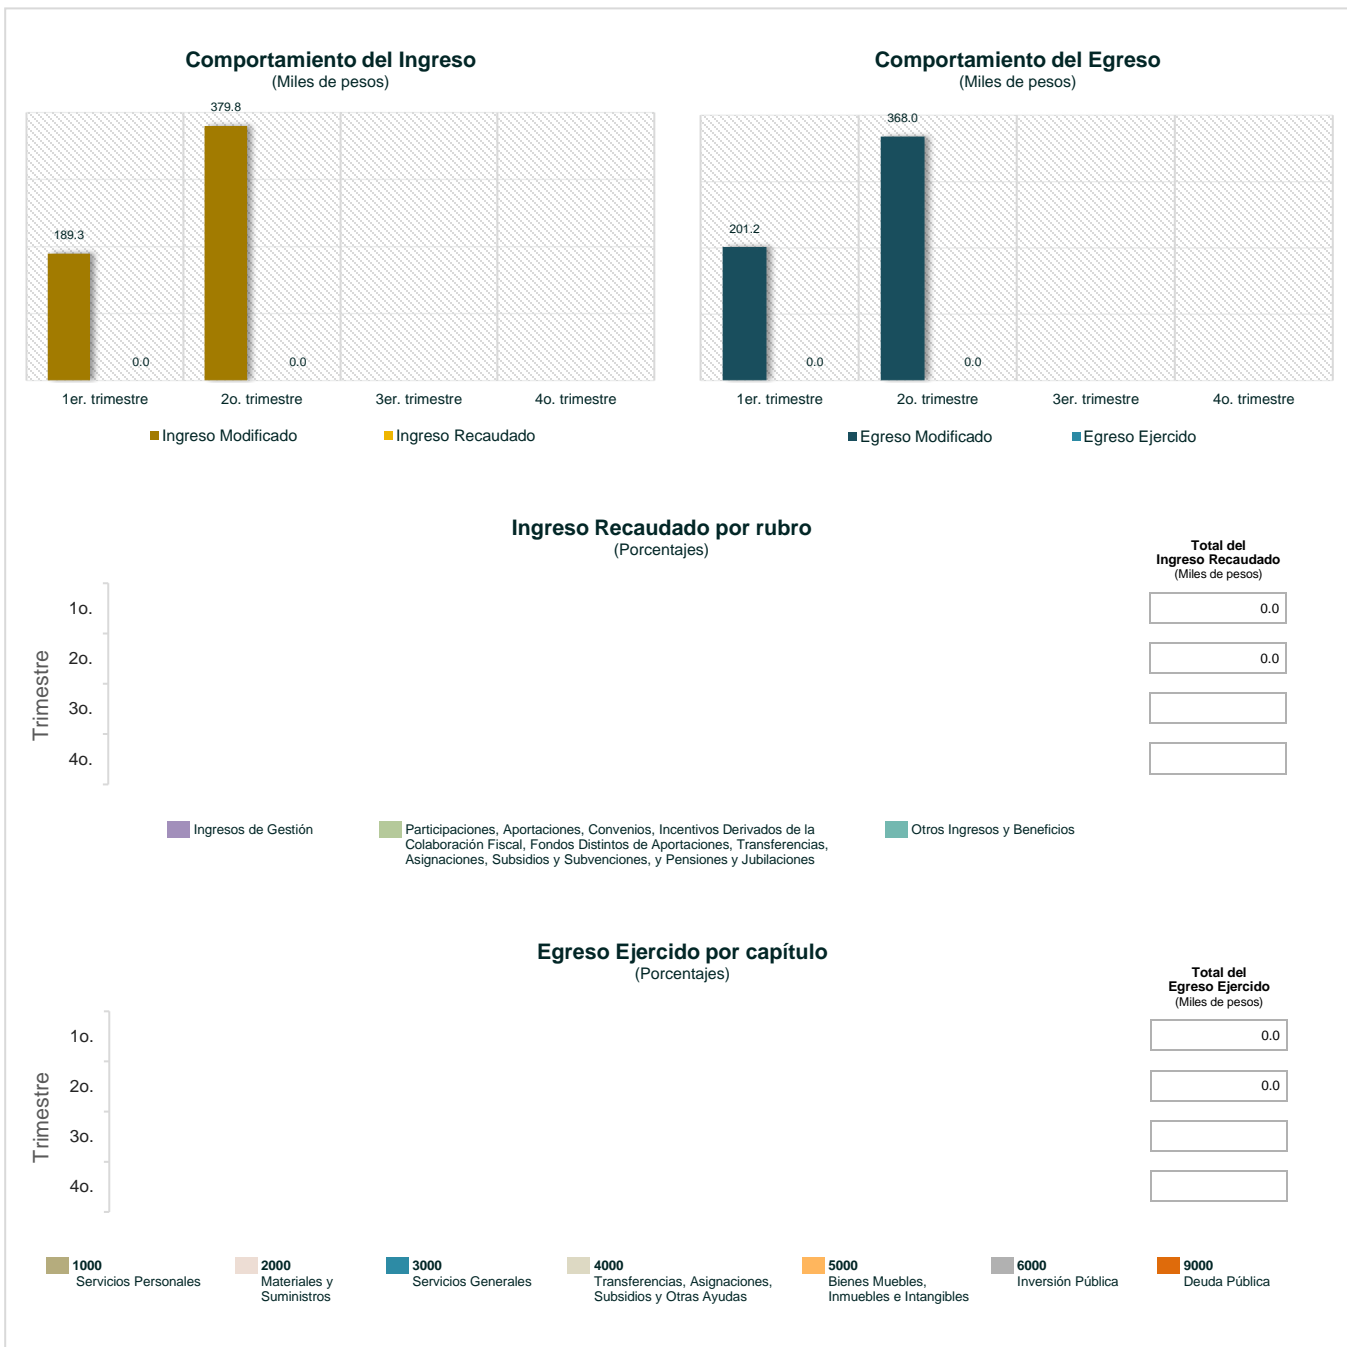 Comportamiento del Ingreso
(Miles de pesos)
379.8
189.3
0.0
0.0
1er. trimestre
2o. trimestre
3er. trimestre
4o. trimestre
Ingreso Modificado
Ingreso Recaudado
Comportamiento del Egreso
(Miles de pesos)
368.0
201.2
0.0
0.0
1er. trimestre
2o. trimestre
3er. trimestre
4o. trimestre
Egreso Modificado
Egreso Ejercido
Ingreso Recaudado por rubro
(Porcentajes)
Total del
Ingreso Recaudado
(Miles de pesos)
Trimestre
1o.
0.0
2o.
0.0
3o.
4o.
Ingresos de Gestión
Participaciones, Aportaciones, Convenios, Incentivos Derivados de la
Colaboración Fiscal, Fondos Distintos de Aportaciones, Transferencias,
Asignaciones, Subsidios y Subvenciones, y Pensiones y Jubilaciones
Otros Ingresos y Beneficios
Egreso Ejercido por capítulo
(Porcentajes)
Total del
Egreso Ejercido
(Miles de pesos)
Trimestre
1o.
0.0
2o.
0.0
3o.
4o.
1000
Servicios Personales
2000
Materiales y
Suministros
3000
Servicios Generales
4000
Transferencias, Asignaciones,
Subsidios y Otras Ayudas
5000
Bienes Muebles,
Inmuebles e Intangibles
6000
Inversión Pública
9000
Deuda Pública